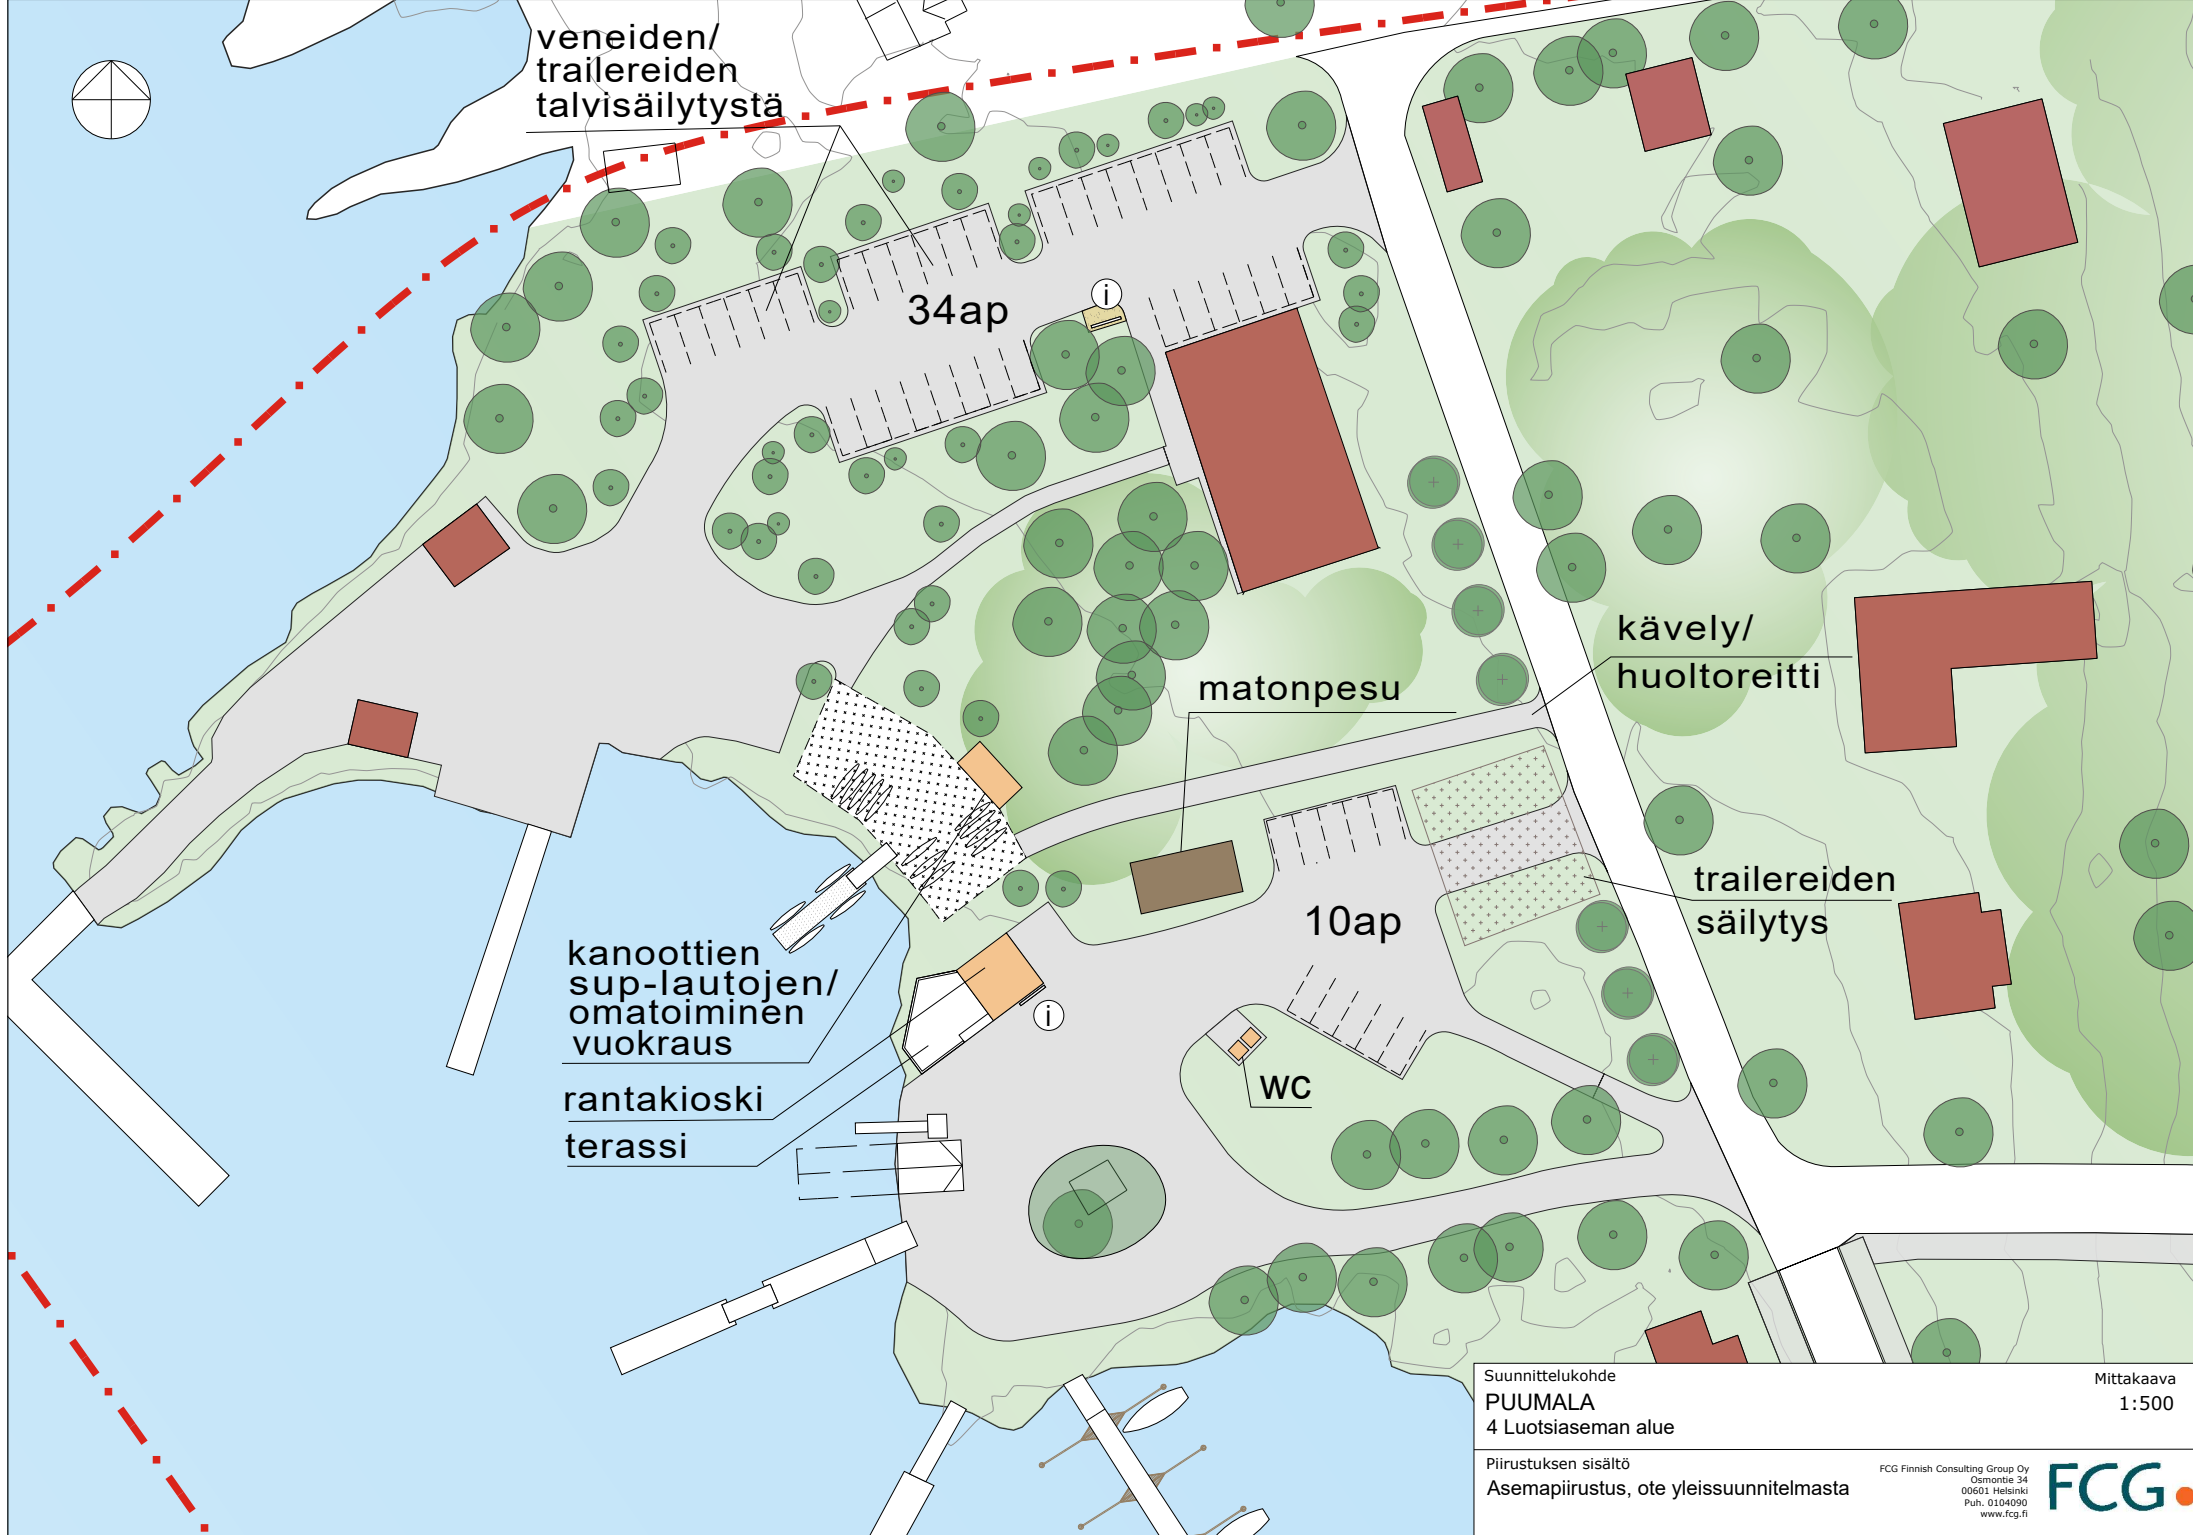 veneiden/
trailereiden
talvisäilytystä
34ap
i
kävely/
huoltoreitti
matonpesu
trailereiden
säilytys
10ap
kanoottien
sup-lautojen/
omatoiminen
vuokraus
i
rantakioski
wc
terassi
Suunnittelukohde
PUUMALA
4 Luotsiaseman alue
Mittakaava
1:500
Piirustuksen sisältö
Asemapiirustus, ote yleissuunnitelmasta
FCG Finnish Consulting Group Oy
Osmontie 34
00601 Helsinki
Puh. 0104090
www.fcg.fi
FCG